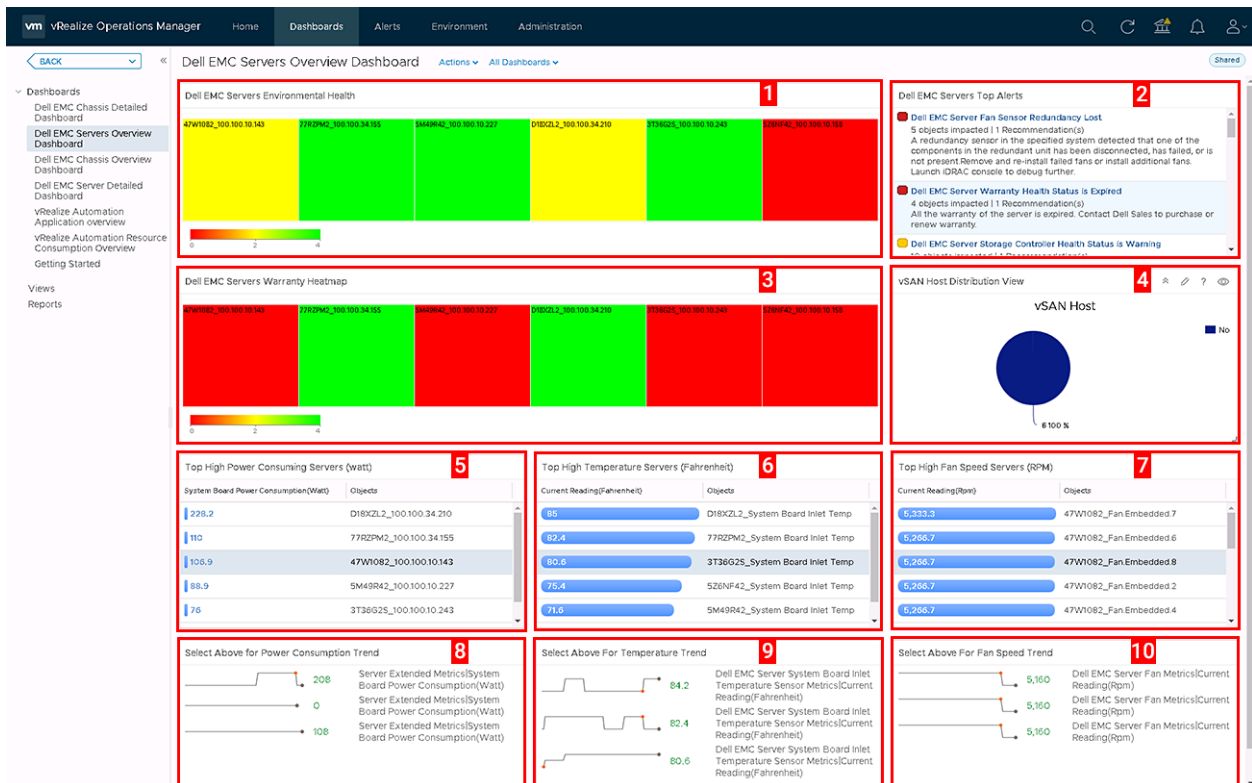 vm vRealize Operations Manager Home Dashboards Alerts Environment Administration
BACK
Dell EMC Servers Overview Dashboard Actions All Dashboards Shared
Dashboards
Dell EMC Chassis Detailed
Dashboard
Dell EMC Servers Overview
Dashboard
Dell EMC Chassis Overview
Dashboard
Dell EMC Server Detailed
Dashboard
vRealize Automation
Application overview
vRealize Automation Resource
Consumption Overview
Getting Started
Views
Reports
Dell EMC Servers Environmental Health 1
47W1082_100.100.10.143 77RZPM2_100.100.34.155 5M49R42_100.100.10.227 D18XZL2_100.100.34.210 3T36G2S_100.100.10.243 5Z6NF42_100.100.10.158
0 2 4
Dell EMC Servers Top Alerts 2
Dell EMC Server Fan Sensor Redundancy Lost
5 objects impacted | 1 Recommendation(s)
A redundancy sensor in the specified system detected that one of the
components in the redundant unit has been disconnected, has failed, or is
not present.Remove and re-install failed fans or install additional fans.
Launch iDRAC console to debug further.
Dell EMC Server Warranty Health Status is Expired
4 objects impacted | 1 Recommendation(s)
All the warranty of the server is expired. Contact Dell Sales to purchase or
renew warranty.
Dell EMC Server Storage Controller Health Status is Warning
Dell EMC Servers Warranty Heatmap 3
47W1082_100.100.10.143 77RZPM2_100.100.34.155 5M49R42_100.100.10.227 D18XZL2_100.100.34.210 3T36G2S_100.100.10.243 5Z6NF42_100.100.10.158
0 2 4
vSAN Host Distribution View 4
?
vSAN Host
No
6 100 %
Top High Power Consuming Servers (watt) 5
System Board Power Consumption(Watt) Objects
228.2 D18XZL2_100.100.34.210
110 77RZPM2_100.100.34.155
106.9 47W1082_100.100.10.143
88.9 5M49R42_100.100.10.227
76 3T36G2S_100.100.10.243
Top High Temperature Servers (Fahrenheit) 6
Current Reading(Fahrenheit) Objects
85 D18XZL2_System Board Inlet Temp
82.4 77RZPM2_System Board Inlet Temp
80.6 3T36G2S_System Board Inlet Temp
75.4 5Z6NF42_System Board Inlet Temp
71.6 5M49R42_System Board Inlet Temp
Top High Fan Speed Servers (RPM) 7
Current Reading(Rpm) Objects
5,333.3 47W1082_Fan.Embedded.7
5,266.7 47W1082_Fan.Embedded.6
5,266.7 47W1082_Fan.Embedded.8
5,266.7 47W1082_Fan.Embedded.2
5,266.7 47W1082_Fan.Embedded.4
Select Above for Power Consumption Trend 8
208 Server Extended Metrics|System
Board Power Consumption(Watt)
0 Server Extended Metrics|System
Board Power Consumption(Watt)
108 Server Extended Metrics|System
Board Power Consumption(Watt)
Select Above For Temperature Trend 9
Dell EMC Server System Board Inlet
84.2 Temperature Sensor Metrics|Current
Reading(Fahrenheit)
Dell EMC Server System Board Inlet
82.4 Temperature Sensor Metrics|Current
Reading(Fahrenheit)
Dell EMC Server System Board Inlet
80.6 Temperature Sensor Metrics|Current
Reading(Fahrenheit)
Select Above For Fan Speed Trend 10
5,160 Dell EMC Server Fan Metrics|Current
Reading(Rpm)
5,160 Dell EMC Server Fan Metrics|Current
Reading(Rpm)
5,160 Dell EMC Server Fan Metrics|Current
Reading(Rpm)